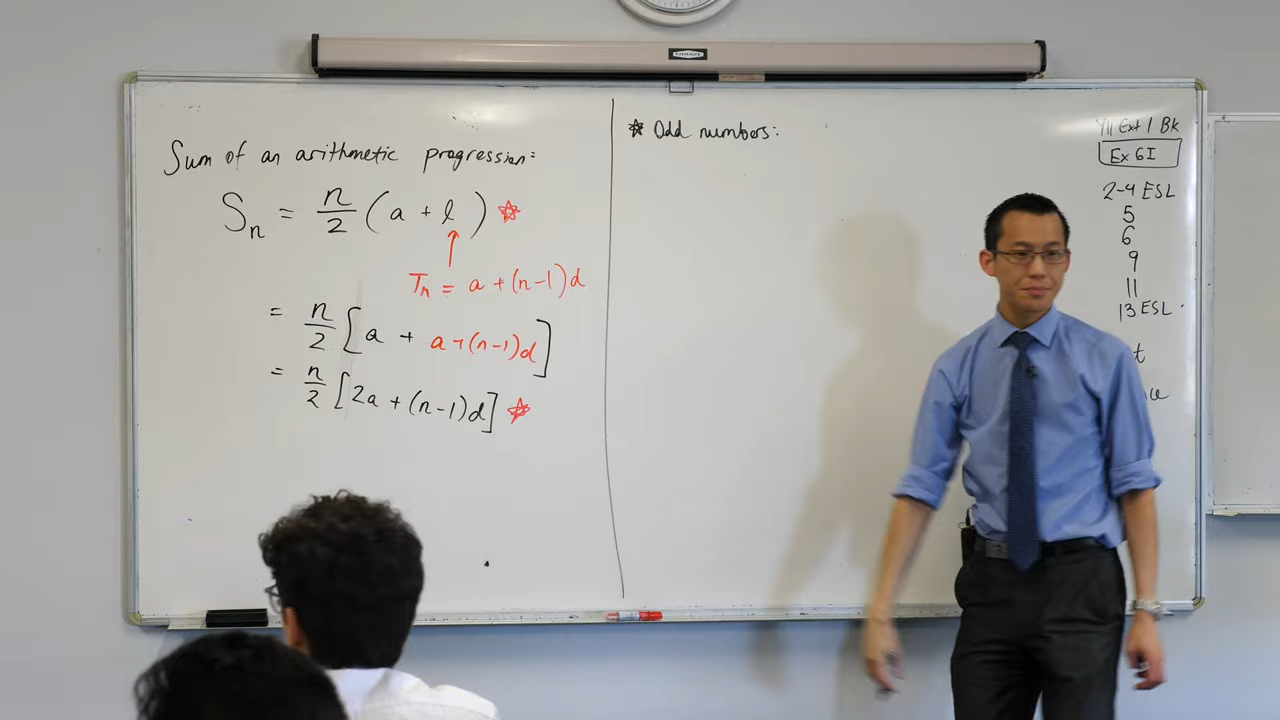 Sum of an arithmetic progression:
Sn = n/2 (a + l) ☆
↑
Tn = a + (n-1)d
= n/2 [a + a+(n-1)d]
= n/2 [2a + (n-1)d] ☆
☆ Odd numbers:
Y11 Ext 1 Bk
Ex 6I
2-4 ESL
5
6
9
11
13 ESL